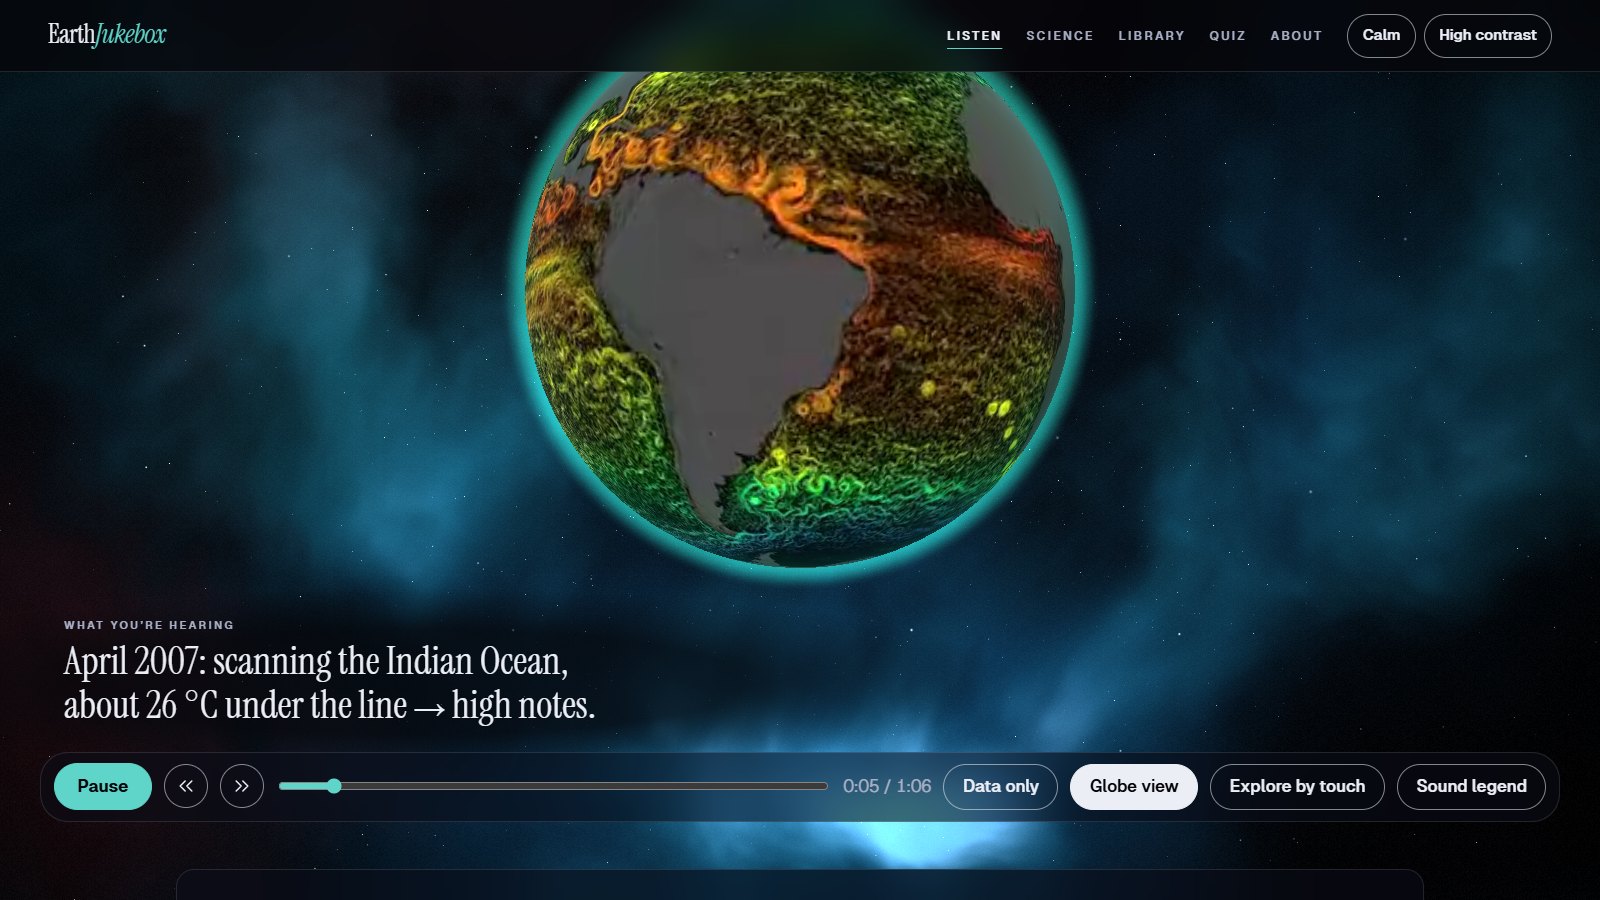 EarthJukebox
LISTEN SCIENCE LIBRARY QUIZ ABOUT Calm High contrast
WHAT YOU'RE HEARING
April 2007: scanning the Indian Ocean,
about 26 °C under the line → high notes.
Pause 0:05 / 1:06 Data only Globe view Explore by touch Sound legend